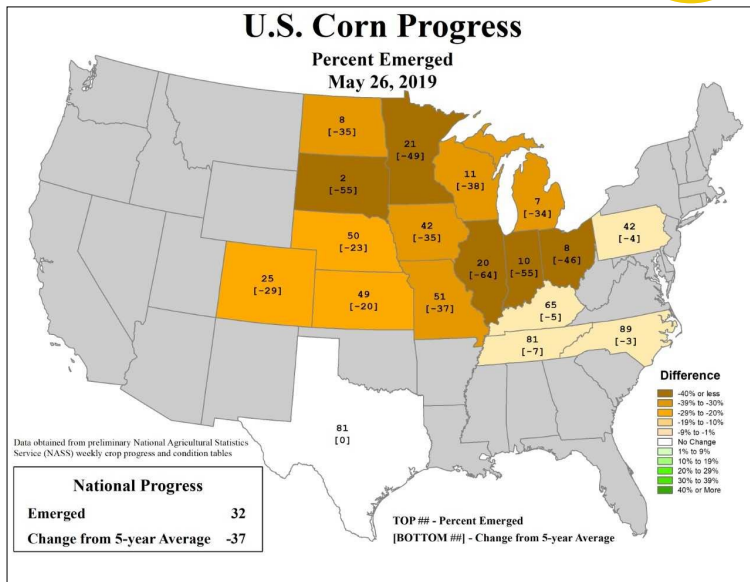 U.S. Corn Progress
Percent Emerged
May 26, 2019
8
[-35]
21
[-49]
11
[-38]
7
[-34]
2
[-55]
42
[-4]
50
[-23]
42
[-35]
20
[-64]
10
[-55]
8
[-46]
25
[-29]
49
[-20]
51
[-37]
65
[-5]
81
[-7]
89
[-3]
81
[0]
Difference
-40% or less
-39% to -30%
-29% to -20%
-19% to -10%
-9% to -1%
No Change
1% to 9%
10% to 19%
20% to 29%
30% to 39%
40% or More
Data obtained from preliminary National Agricultural Statistics
Service (NASS) weekly crop progress and condition tables
National Progress
Emerged 32
Change from 5-year Average -37
TOP ## - Percent Emerged
[BOTTOM ##] - Change from 5-year Average